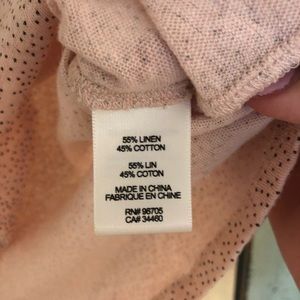 55% LINEN
45% COTTON
55% LIN
45% COTON
MADE IN CHINA
FABRIQUE EN CHINE
RN# 96705
CA# 34460